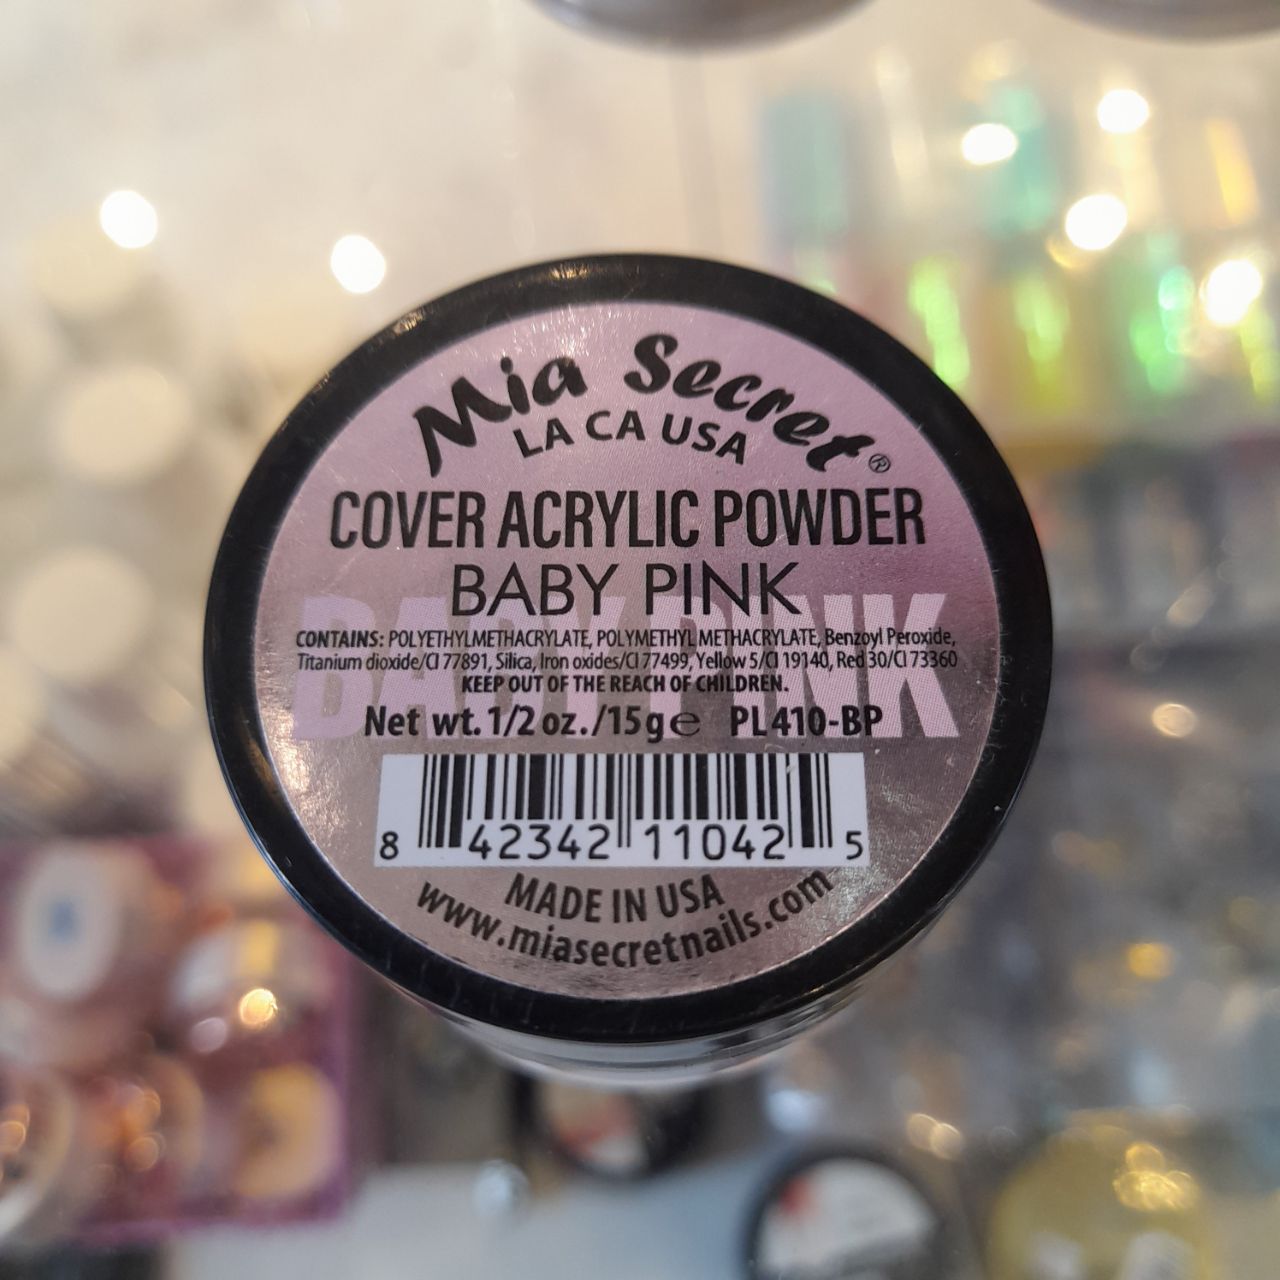 Mia Secret®
LA CA USA
COVER ACRYLIC POWDER
BABY PINK
BABY PINK
CONTAINS: POLYETHYLMETHACRYLATE, POLYMETHYL METHACRYLATE, Benzoyl Peroxide,
Titanium dioxide/CI 77891, Silica, Iron oxides/CI 77499, Yellow 5/CI 19140, Red 30/CI 73360
KEEP OUT OF THE REACH OF CHILDREN.
Net wt. 1/2 oz./15g℮ PL410-BP
8 42342 11042 5
MADE IN USA
www.miasecretnails.com